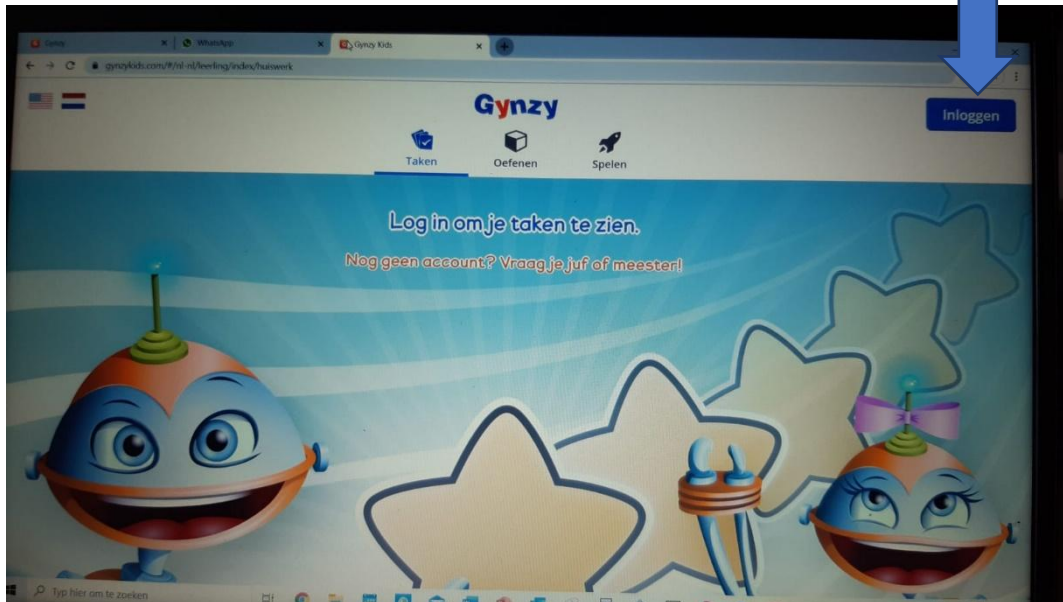 Gynzy
WhatsApp
Gynzy Kids
gynzykids.com/#/nl-nl/leerling/index/huiswerk
Gynzy
Inloggen
Taken
Oefenen
Spelen
Log in om je taken te zien.
Nog geen account? Vraag je juf of meester!
Typ hier om te zoeken